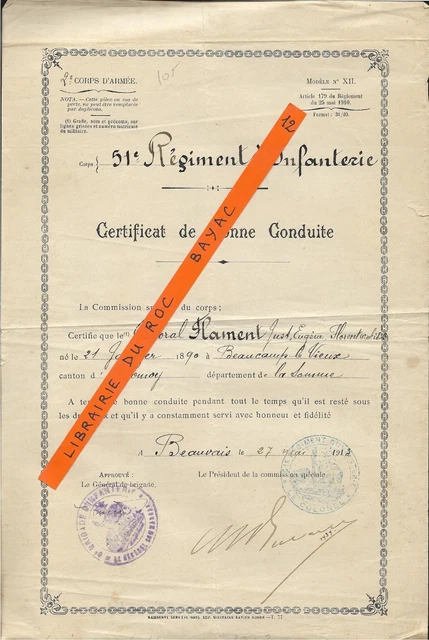 2e CORPS D'ARMÉE.
105
MODÈLE N° XII.
NOTA. — Cette pièce en cas de
perte, ne peut être remplacée
par duplicata.
Article 179 du Règlement
du 25 mai 1910.
Format : 31/20.
(1) Grade, nom et prénoms, sur
lignes grisées et numéro matricule
du militaire.
Corps } 51e Régiment d'Infanterie
Certificat de Bonne Conduite
La Commission du corps :
Certifie que le(1) Caporal Flament Just, Eugène
né le 21 1890 à Beaucamps le Vieux
canton d' département de la Somme
A bonne conduite pendant tout le temps qu'il est resté sous
les et qu'il y a constamment servi avec honneur et fidélité
A Beauvais le 27 1912
APPROUVÉ :
Le Général de brigade,
Le Président de la commission spéciale,
LIBRAIRIE DU ROC BAYAC 12